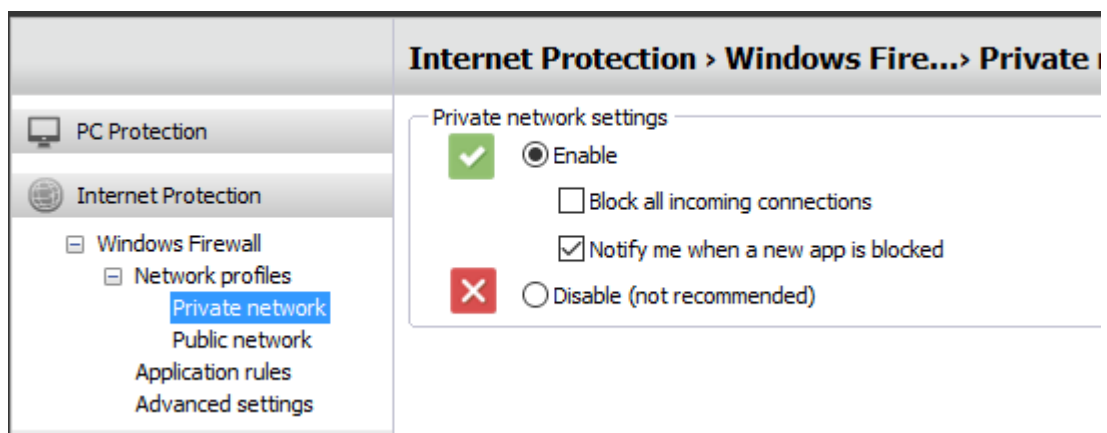 Internet Protection › Windows Fire...› Private
PC Protection
Internet Protection
Windows Firewall
Network profiles
Private network
Public network
Application rules
Advanced settings
Private network settings
Enable
Block all incoming connections
Notify me when a new app is blocked
Disable (not recommended)